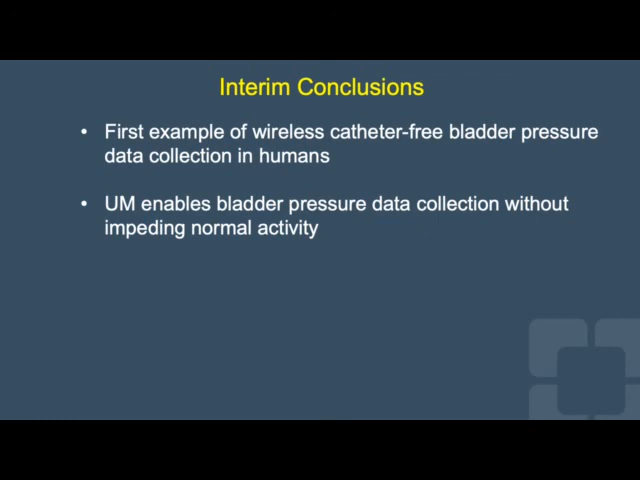 Interim Conclusions
• First example of wireless catheter-free bladder pressure
data collection in humans
• UM enables bladder pressure data collection without
impeding normal activity